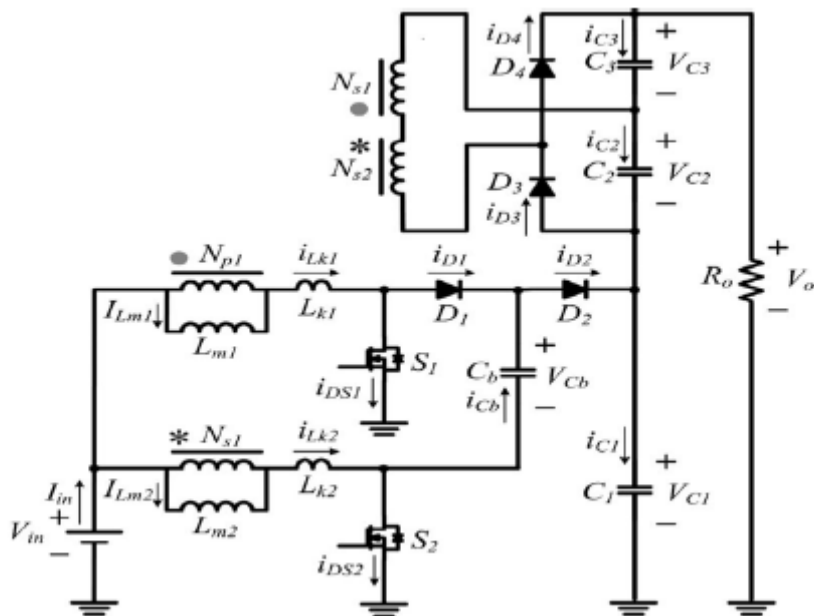 i_D4
i_C3
+
D_4
C_3
V_C3
−
N_s1
*
N_s2
i_C2
+
D_3
C_2
V_C2
i_D3
−
N_p1
i_Lk1
i_D1
i_D2
+
I_Lm1
L_k1
D_1
D_2
R_o
V_o
−
L_m1
S_1
+
C_b
V_Cb
i_DS1
i_Cb
−
* N_s1
i_Lk2
i_C1
I_in
I_Lm2
L_k2
+
C_1
V_C1
+
V_in
L_m2
S_2
−
−
i_DS2